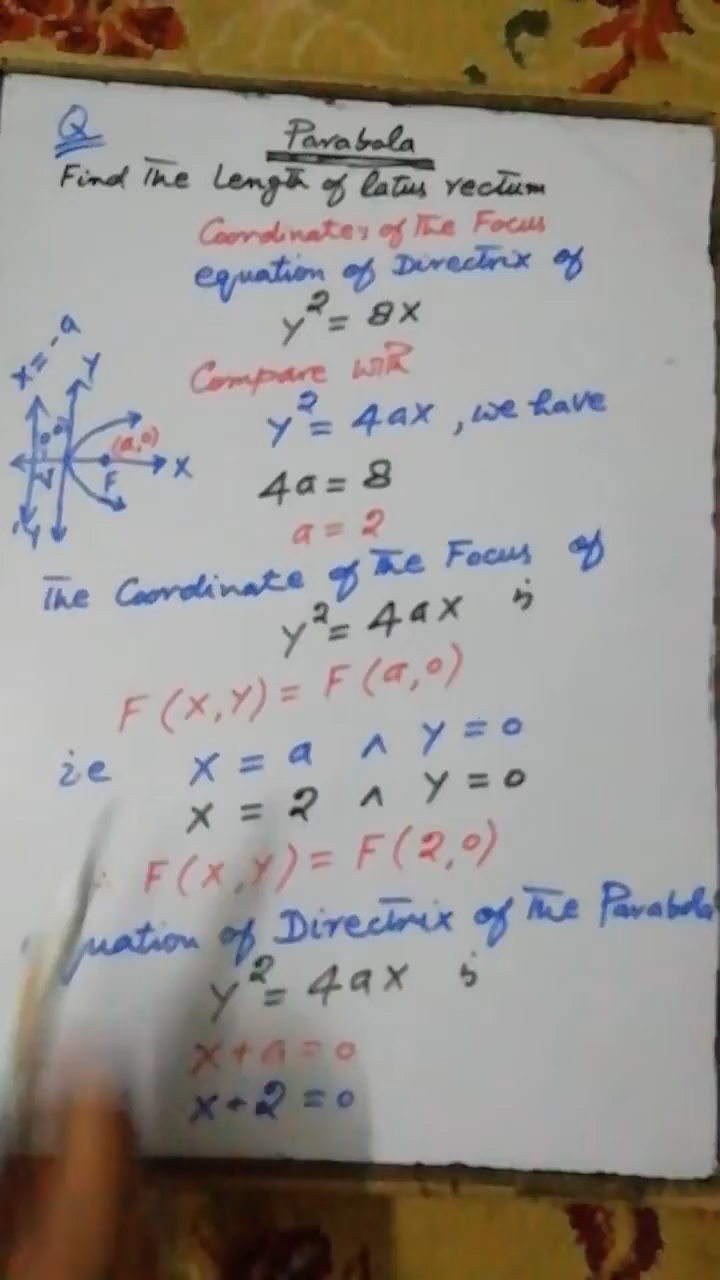 Q
Parabola
Find The Length of latus rectum
Coordinates of The Focus
equation of Directrix of
y² = 8x
Compare with
y² = 4ax, we have
4a = 8
a = 2
x = -a
y
(a,0)
x
F
The Coordinate of The Focus of
y² = 4ax is
F(x,y) = F(a,0)
ie x = a ∧ y = 0
x = 2 ∧ y = 0
∴ F(x,y) = F(2,0)
of Directrix of The Parabola
y² = 4ax is
x+a = 0
x+2 = 0